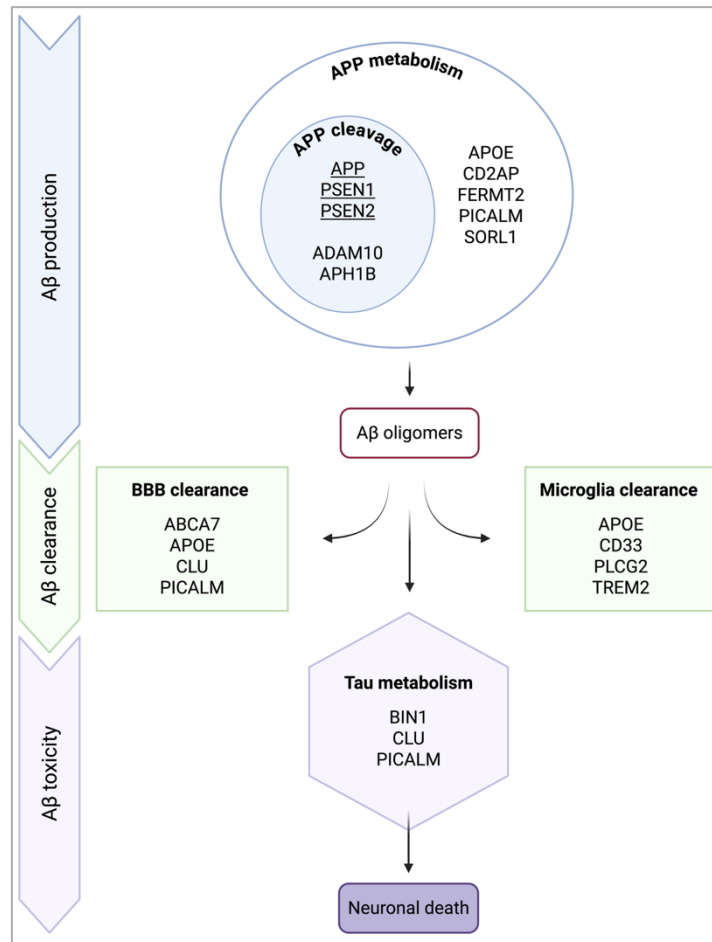 Aβ production
APP metabolism
APP cleavage
APP
PSEN1
PSEN2
ADAM10
APH1B
APOE
CD2AP
FERMT2
PICALM
SORL1
Aβ oligomers
Aβ clearance
BBB clearance
ABCA7
APOE
CLU
PICALM
Microglia clearance
APOE
CD33
PLCG2
TREM2
Aβ toxicity
Tau metabolism
BIN1
CLU
PICALM
Neuronal death